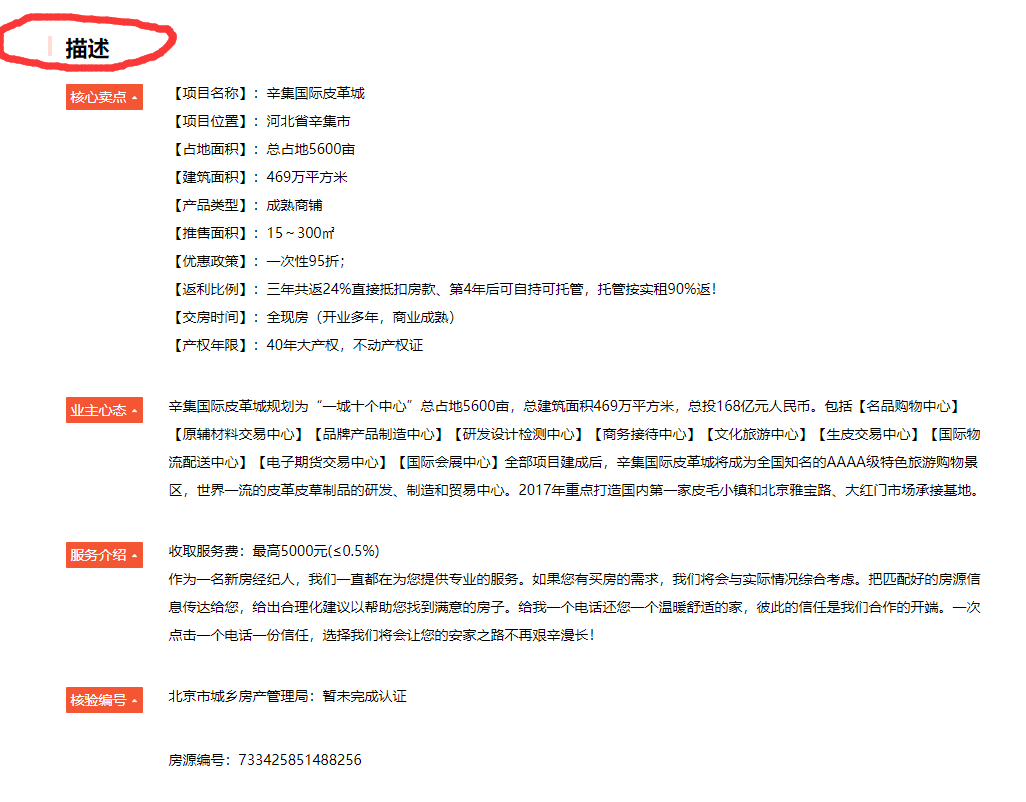 描述
核心卖点
【项目名称】：辛集国际皮革城
【项目位置】：河北省辛集市
【占地面积】：总占地5600亩
【建筑面积】：469万平方米
【产品类型】：成熟商铺
【推售面积】：15～300㎡
【优惠政策】：一次性95折；
【返利比例】：三年共返24%直接抵扣房款、第4年后可自持可托管，托管按实租90%返！
【交房时间】：全现房（开业多年，商业成熟）
【产权年限】：40年大产权，不动产权证
业主心态
辛集国际皮革城规划为“一城十个中心”总占地5600亩，总建筑面积469万平方米，总投168亿元人民币。包括【名品购物中心】
【原辅材料交易中心】【品牌产品制造中心】【研发设计检测中心】【商务接待中心】【文化旅游中心】【生皮交易中心】【国际物
流配送中心】【电子期货交易中心】【国际会展中心】全部项目建成后，辛集国际皮革城将成为全国知名的AAAA级特色旅游购物景
区，世界一流的皮革皮草制品的研发、制造和贸易中心。2017年重点打造国内第一家皮毛小镇和北京雅宝路、大红门市场承接基地。
服务介绍
收取服务费：最高5000元(≤0.5%)
作为一名新房经纪人，我们一直都在为您提供专业的服务。如果您有买房的需求，我们将会与实际情况综合考虑。把匹配好的房源信
息传达给您，给出合理化建议以帮助您找到满意的房子。给我一个电话还您一个温暖舒适的家，彼此的信任是我们合作的开端。一次
点击一个电话一份信任，选择我们将会让您的安家之路不再艰辛漫长！
核验编号
北京市城乡房产管理局：暂未完成认证
房源编号：733425851488256